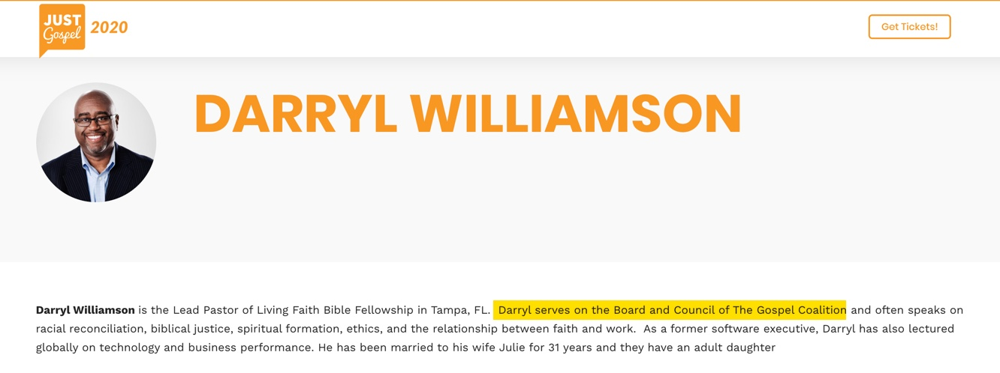 JUST
Gospel
2020
Get Tickets!
DARRYL WILLIAMSON
Darryl Williamson is the Lead Pastor of Living Faith Bible Fellowship in Tampa, FL.  Darryl serves on the Board and Council of The Gospel Coalition and often speaks on
racial reconciliation, biblical justice, spiritual formation, ethics, and the relationship between faith and work.  As a former software executive, Darryl has also lectured
globally on technology and business performance. He has been married to his wife Julie for 31 years and they have an adult daughter